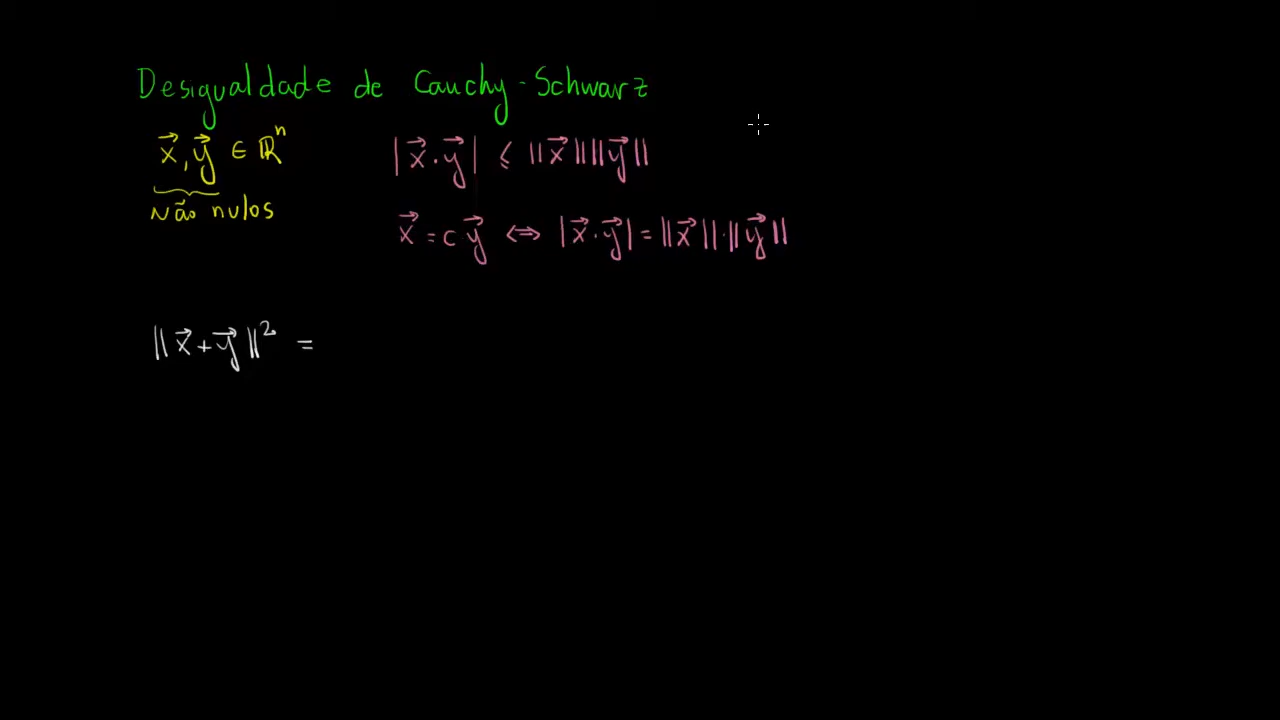 Desigualdade de Cauchy-Schwarz
x⃗, y⃗ ∈ ℝⁿ |x⃗·y⃗| ≤ ||x⃗|| ||y⃗||
Não nulos
x⃗ = c y⃗ ⇔ |x⃗·y⃗| = ||x⃗||·||y⃗||
||x⃗+y⃗||² =